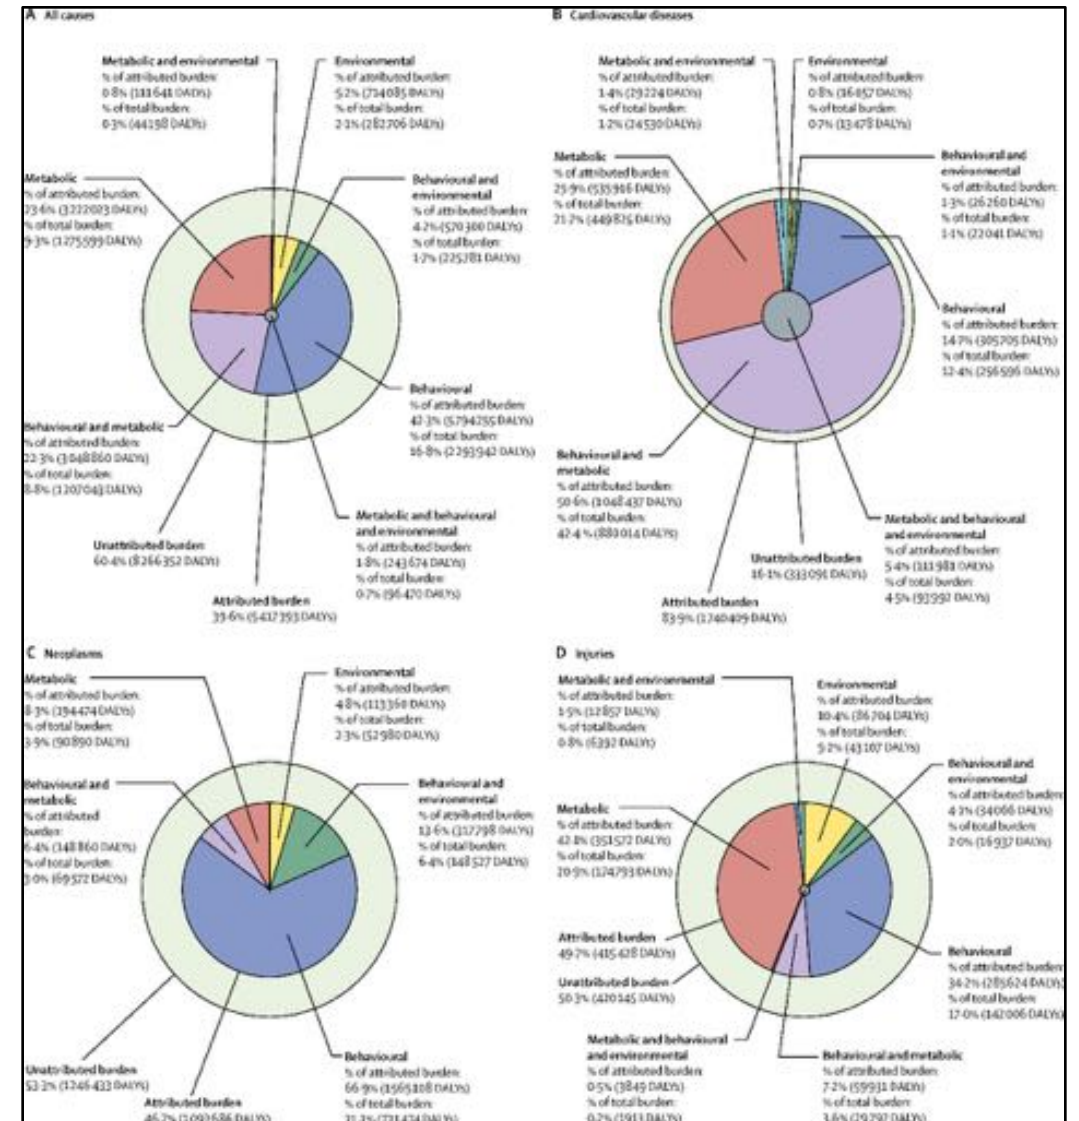 A All causes
Metabolic and environmental
% of attributed burden:
0·8% (111 641 DALYs)
% of total burden:
0·3% (44 198 DALYs)
Environmental
% of attributed burden:
5·2% (714 085 DALYs)
% of total burden:
2·1% (282 706 DALYs)
Metabolic
% of attributed burden:
23·6% (3 222 023 DALYs)
% of total burden:
9·3% (1 275 599 DALYs)
Behavioural and
environmental
% of attributed burden:
4·2% (570 300 DALYs)
% of total burden:
1·7% (225 781 DALYs)
Behavioural
% of attributed burden:
42·3% (5 794 255 DALYs)
% of total burden:
16·8% (2 293 942 DALYs)
Behavioural and metabolic
% of attributed burden:
22·3% (3 048 860 DALYs)
% of total burden:
8·8% (1 207 043 DALYs)
Metabolic and behavioural
and environmental
% of attributed burden:
1·8% (243 674 DALYs)
% of total burden:
0·7% (96 470 DALYs)
Unattributed burden
60·4% (8 266 352 DALYs)
Attributed burden
39·6% (5 417 393 DALYs)
B Cardiovascular diseases
Metabolic and environmental
% of attributed burden:
1·4% (29 224 DALYs)
% of total burden:
1·2% (24 530 DALYs)
Environmental
% of attributed burden:
0·8% (16 057 DALYs)
% of total burden:
0·7% (13 478 DALYs)
Metabolic
% of attributed burden:
25·9% (535 916 DALYs)
% of total burden:
21·7% (449 825 DALYs)
Behavioural and
environmental
% of attributed burden:
1·3% (26 260 DALYs)
% of total burden:
1·1% (22 041 DALYs)
Behavioural
% of attributed burden:
14·7% (305 705 DALYs)
% of total burden:
12·4% (256 596 DALYs)
Behavioural and
metabolic
% of attributed burden:
50·6% (1 048 437 DALYs)
% of total burden:
42·4 % (880 014 DALYs)
Metabolic and behavioural
and environmental
% of attributed burden:
5·4% (111 981 DALYs)
% of total burden:
4·5% (93 992 DALYs)
Unattributed burden
16·1% (333 091 DALYs)
Attributed burden
83·9% (1 740 409 DALYs)
C Neoplasms
Metabolic
% of attributed burden:
8·3% (194 474 DALYs)
% of total burden:
3·9% (90 890 DALYs)
Environmental
% of attributed burden:
4·8% (113 360 DALYs)
% of total burden:
2·3% (52 980 DALYs)
Behavioural and
metabolic
% of attributed
burden:
6·4% (148 860 DALYs)
% of total burden:
3·0% (69 572 DALYs)
Behavioural and
environmental
% of attributed burden:
13·6% (317 798 DALYs)
% of total burden:
6·4% (148 527 DALYs)
Unattributed burden
53·3% (1 246 433 DALYs)
Attributed burden
46·7% (1 092 686 DALYs)
Behavioural
% of attributed burden:
66·9% (1 565 108 DALYs)
% of total burden:
D Injuries
Metabolic and environmental
% of attributed burden:
1·5% (12 857 DALYs)
% of total burden:
0·8% (6392 DALYs)
Environmental
% of attributed burden:
10·4% (86 704 DALYs)
% of total burden:
5·2% (43 107 DALYs)
Behavioural and
environmental
% of attributed burden:
4·1% (34 066 DALYs)
% of total burden:
2·0% (16 937 DALYs)
Metabolic
% of attributed burden:
42·1% (351 572 DALYs)
% of total burden:
20·9% (174 793 DALYs)
Attributed burden
49·7% (415 428 DALYs)
Unattributed burden
50·3% (420 145 DALYs)
Behavioural
% of attributed burden:
34·2% (285 624 DALYs)
% of total burden:
17·0% (142 006 DALYs)
Metabolic and behavioural
and environmental
% of attributed burden:
0·5% (3849 DALYs)
% of total burden:
0·2% (1913 DALYs)
Behavioural and metabolic
% of attributed burden:
7·2% (59 931 DALYs)
% of total burden:
3·6% (29 797 DALYs)